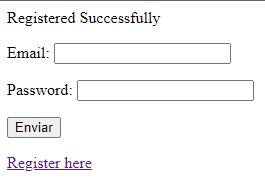 Registered Successfully
Email:
Password:
Enviar
Register here